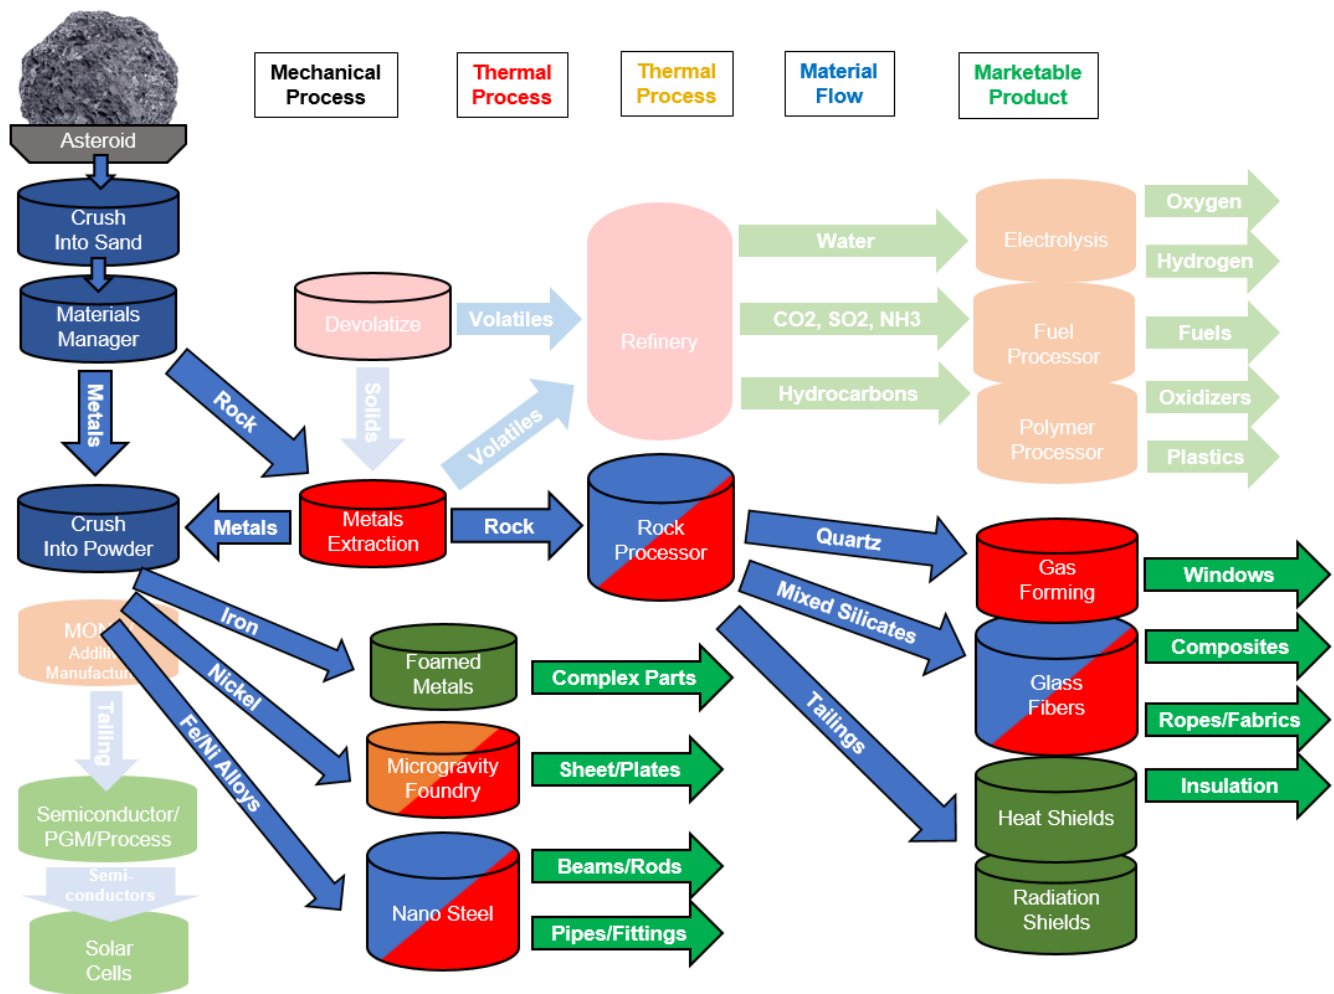 Mechanical
Process
Thermal
Process
Thermal
Process
Material
Flow
Marketable
Product
Asteroid
Crush
Into Sand
Materials
Manager
Metals
Rock
Devolatize
Volatiles
Solids
Volatiles
Refinery
Water
CO2, SO2, NH3
Hydrocarbons
Electrolysis
Fuel
Processor
Polymer
Processor
Oxygen
Hydrogen
Fuels
Oxidizers
Plastics
Crush
Into Powder
Metals
Metals
Extraction
Rock
Rock
Processor
Quartz
Mixed Silicates
Tailings
Gas
Forming
Glass
Fibers
Heat Shields
Radiation
Shields
Windows
Composites
Ropes/Fabrics
Insulation
Iron
Nickel
Fe/Ni Alloys
Foamed
Metals
Microgravity
Foundry
Nano Steel
Complex Parts
Sheet/Plates
Beams/Rods
Pipes/Fittings
Tailing
Semiconductor/
PGM/Process
Semi-
conductors
Solar
Cells